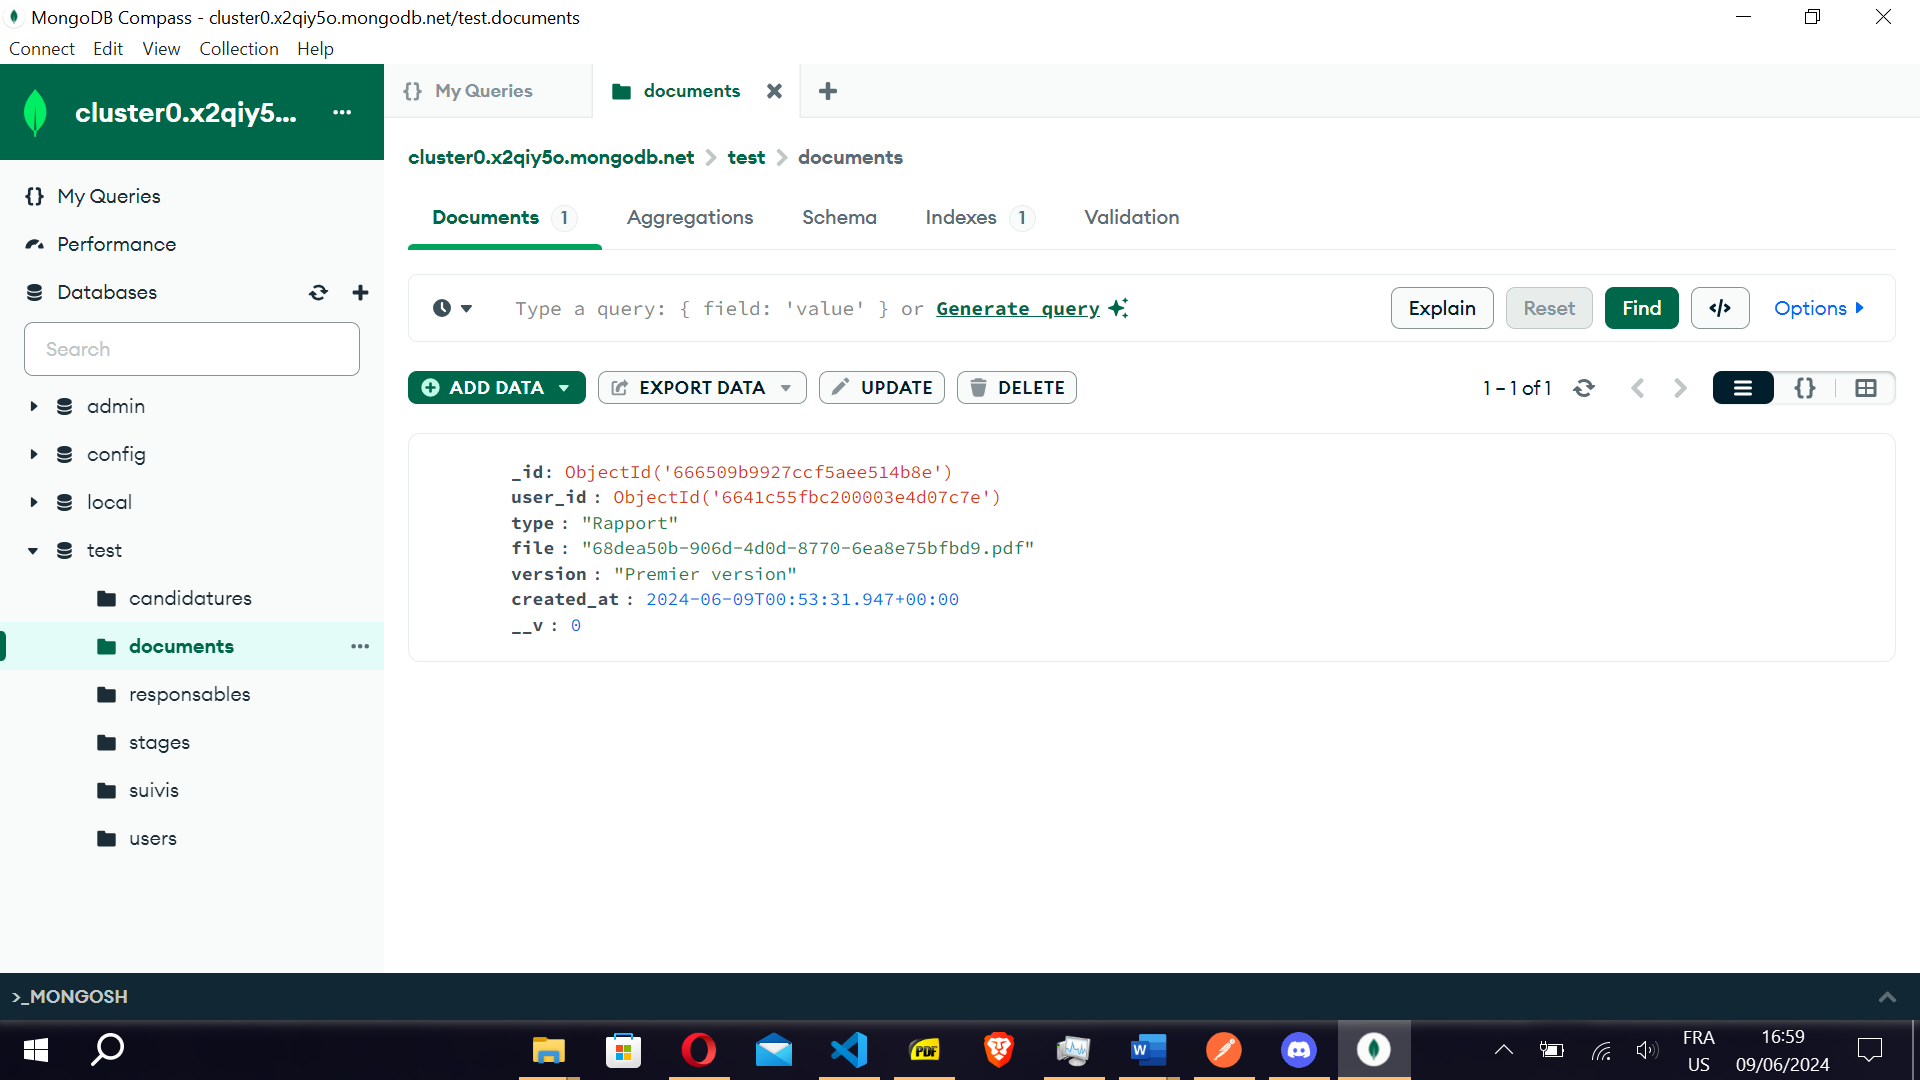 MongoDB Compass - cluster0.x2qiy5o.mongodb.net/test.documents
Connect Edit View Collection Help
cluster0.x2qiy5...
{} My Queries
documents
cluster0.x2qiy5o.mongodb.net > test > documents
{} My Queries
Performance
Databases
Search
admin
config
local
test
candidatures
documents
responsables
stages
suivis
users
Documents 1 Aggregations Schema Indexes 1 Validation
Type a query: { field: 'value' } or Generate query
Explain Reset Find </> Options
ADD DATA EXPORT DATA UPDATE DELETE 1 – 1 of 1 {}
_id: ObjectId('666509b9927ccf5aee514b8e')
user_id : ObjectId('6641c55fbc200003e4d07c7e')
type : "Rapport"
file : "68dea50b-906d-4d0d-8770-6ea8e75bfbd9.pdf"
version : "Premier version"
created_at : 2024-06-09T00:53:31.947+00:00
__v : 0
>_MONGOSH
PDF
W
FRA
US
16:59
09/06/2024